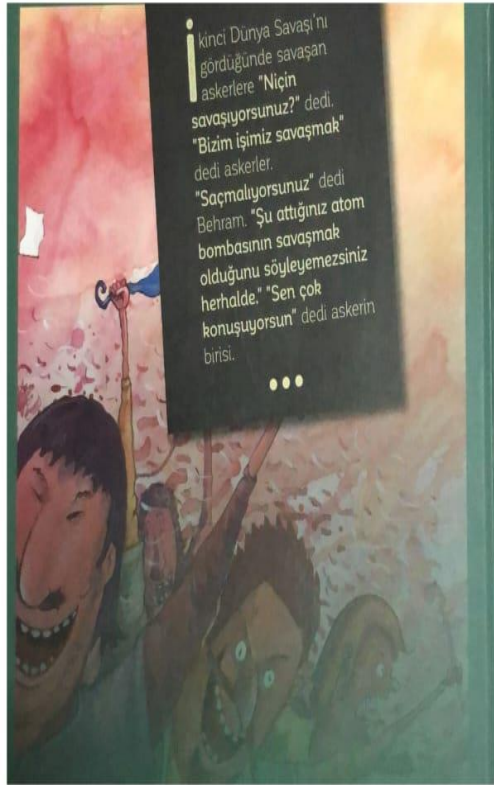 İkinci Dünya Savaşı'nı
gördüğünde savaşan
askerlere "Niçin
savaşıyorsunuz?" dedi.
"Bizim işimiz savaşmak"
dedi askerler.
"Saçmalıyorsunuz" dedi
Behram. "Şu attığınız atom
bombasının savaşmak
olduğunu söyleyemezsiniz
herhalde." "Sen çok
konuşuyorsun" dedi askerin
birisi.
•••